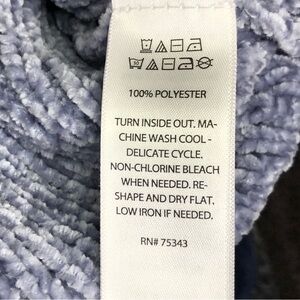 100% POLYESTER
TURN INSIDE OUT. MA-
CHINE WASH COOL -
DELICATE CYCLE.
NON-CHLORINE BLEACH
WHEN NEEDED. RE-
SHAPE AND DRY FLAT.
LOW IRON IF NEEDED.
RN# 75343